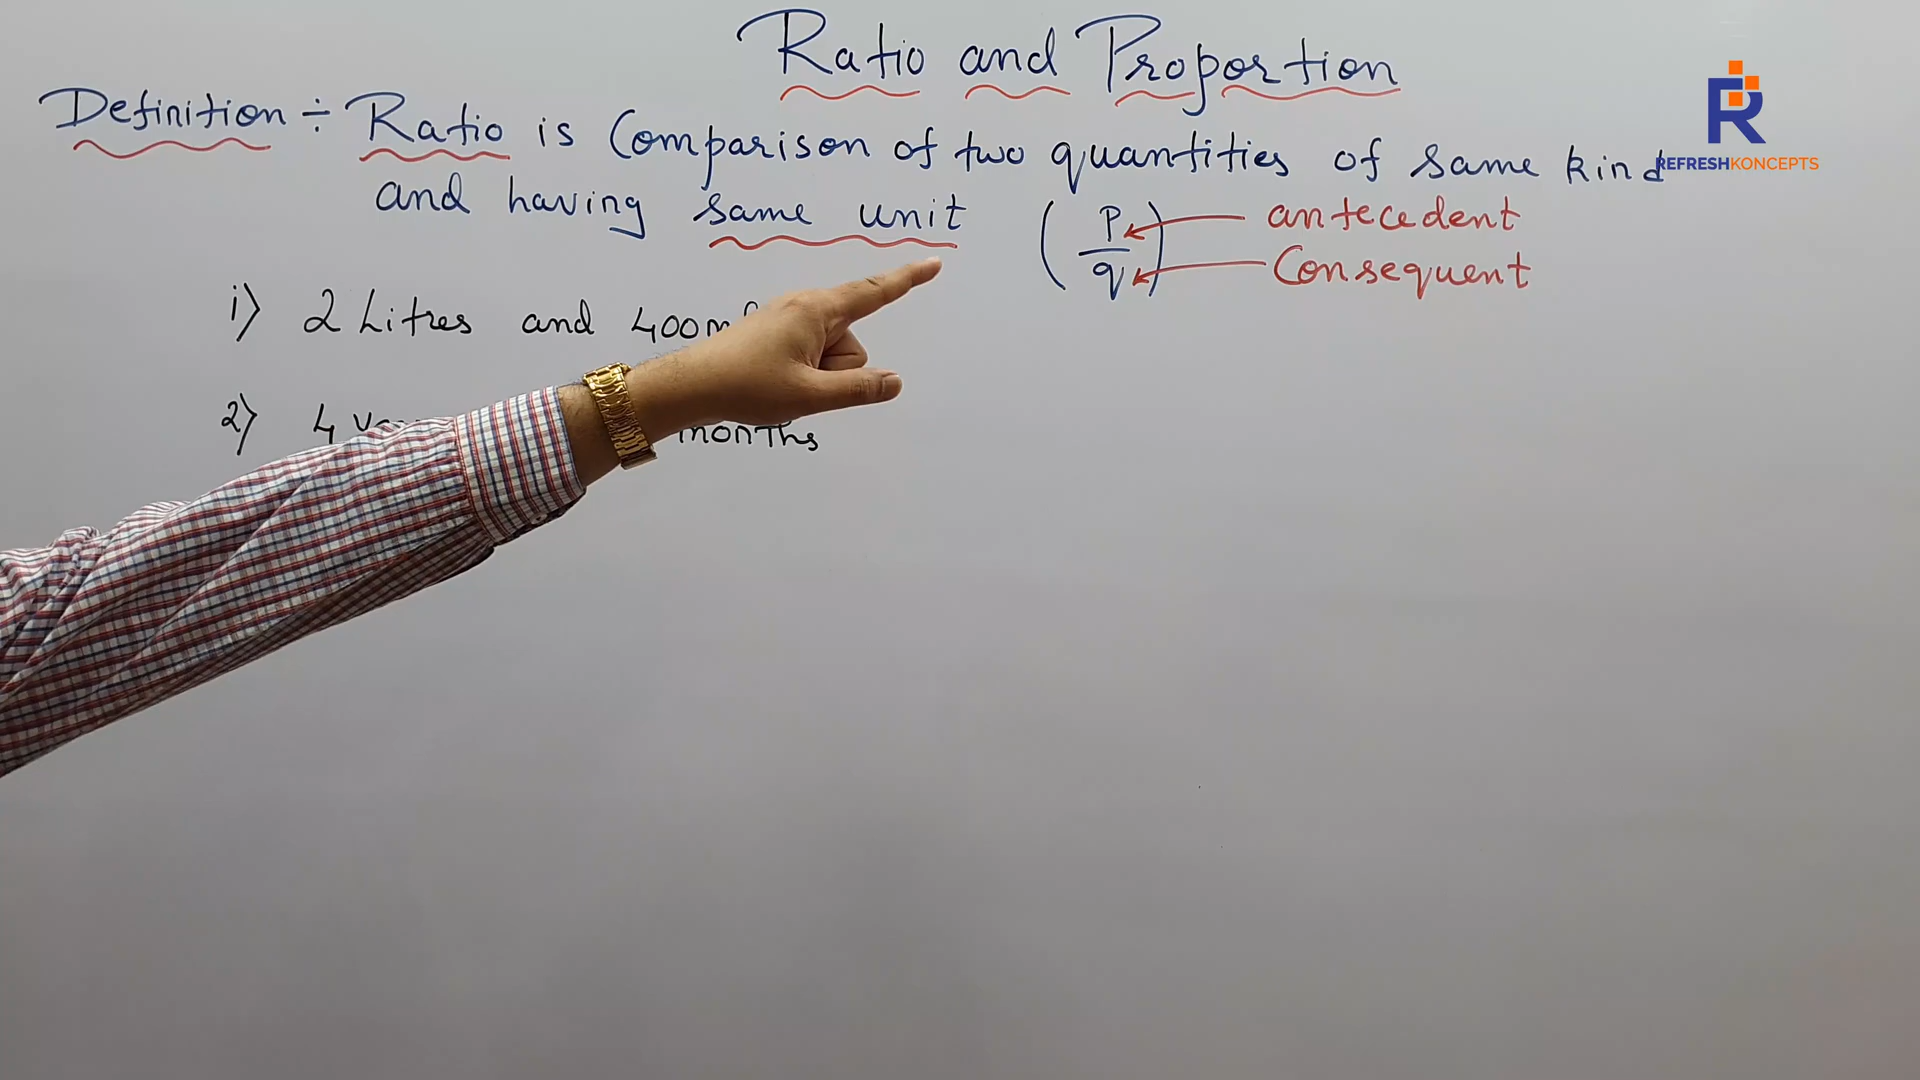 Ratio and Proportion
Definition ÷ Ratio is Comparison of two quantities of same kind
and having same unit (p/q) antecedent
Consequent
REFRESHKONCEPTS
i) 2 Litres and
2) 4 months